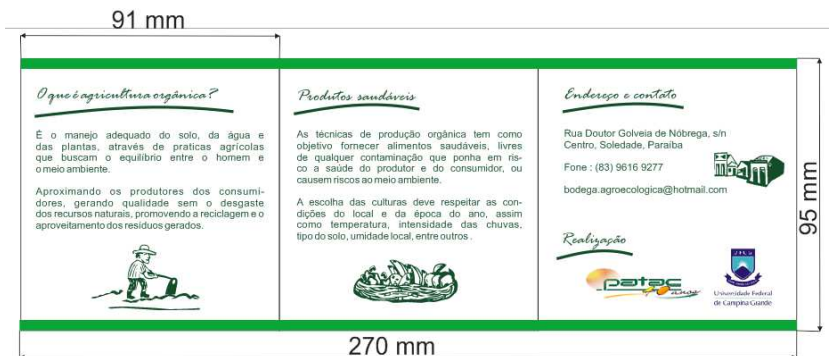 91 mm
O que é agricultura orgânica?
É o manejo adequado do solo, da água e
das plantas, através de praticas agrícolas
que buscam o equilíbrio entre o homem e
o meio ambiente.
Aproximando os produtores dos consumi-
dores, gerando qualidade sem o desgaste
dos recursos naturais, promovendo a reciclagem e o
aproveitamento dos resíduos gerados.
Produtos saudáveis
As técnicas de produção orgânica tem como
objetivo fornecer alimentos saudáveis, livres
de qualquer contaminação que ponha em ris-
co a saúde do produtor e do consumidor, ou
causem riscos ao meio ambiente.
A escolha das culturas deve respeitar as con-
dições do local e da época do ano, assim
como temperatura, intensidade das chuvas,
tipo do solo, umidade local, entre outros .
Endereço e contato
Rua Doutor Golveia de Nóbrega, s/n
Centro, Soledade, Paraiba
Fone : (83) 9616 9277
bodega.agroecologica@hotmail.com
Realização
patac
anos
Universidade Federal
de Campina Grande
95 mm
270 mm